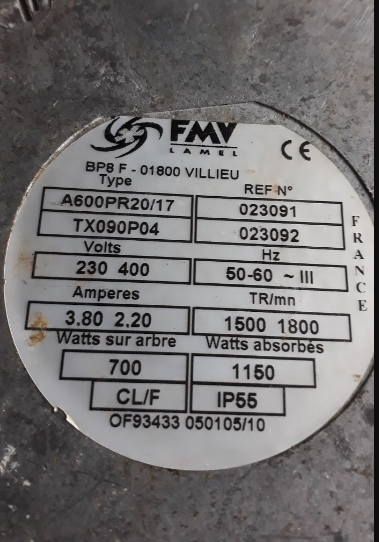 FMV
LAMEL
CE
BP8 F - 01800 VILLIEU
Type REF N°
A600PR20/17 023091
TX090P04 023092
Volts Hz
230 400 50-60 ~ III
Amperes TR/mn
3.80 2.20 1500 1800
Watts sur arbre Watts absorbés
700 1150
CL/F IP55
OF93433 050105/10
FRANCE